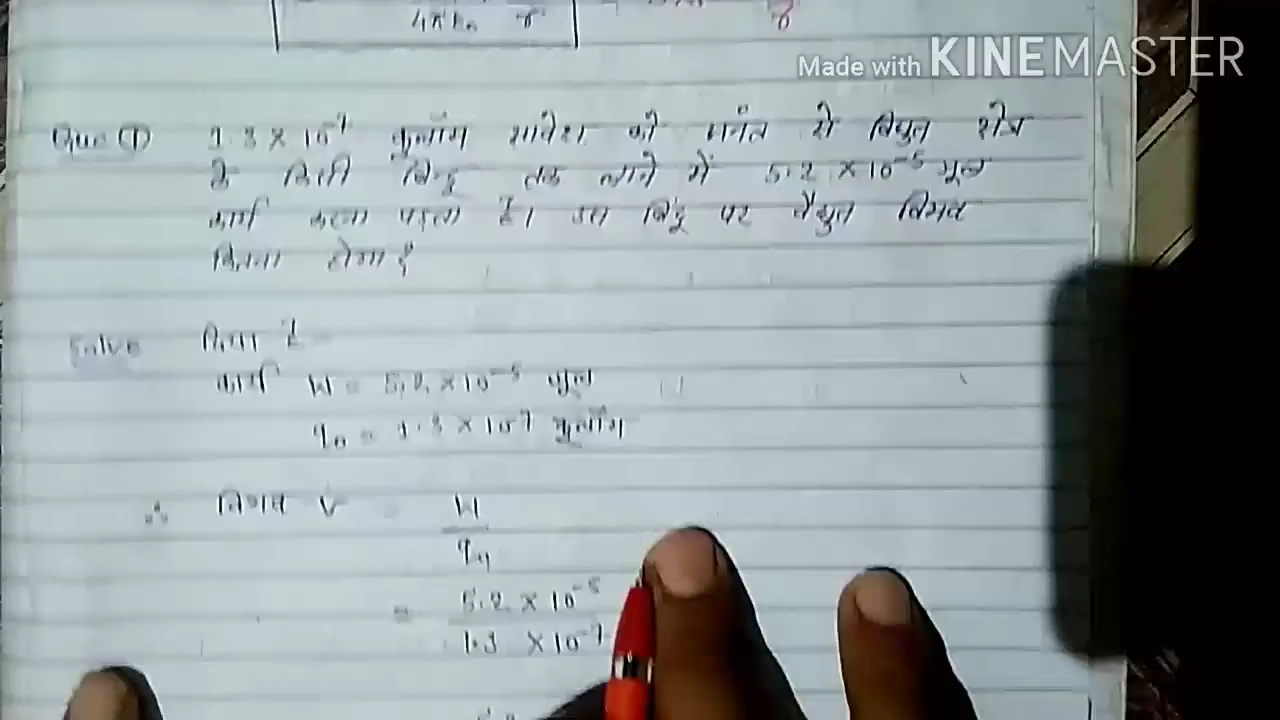 4πε₀ r
r
Made with KINEMASTER
Que ① 1.3 × 10⁻⁷ कुलॉम आवेश को अनंत से विद्युत क्षेत्र
के किसी बिन्दु तक लाने में 5.2 × 10⁻⁵ जूल
कार्य करना पड़ता है। उस बिंदु पर वैद्युत विभव
कितना होगा ?
Solve दिया है -
कार्य W = 5.2 × 10⁻⁵ जूल
q₀ = 1.3 × 10⁻⁷ कुलॉम
∴ विभव V = W
q₀
= 5.2 × 10⁻⁵
1.3 × 10⁻⁷